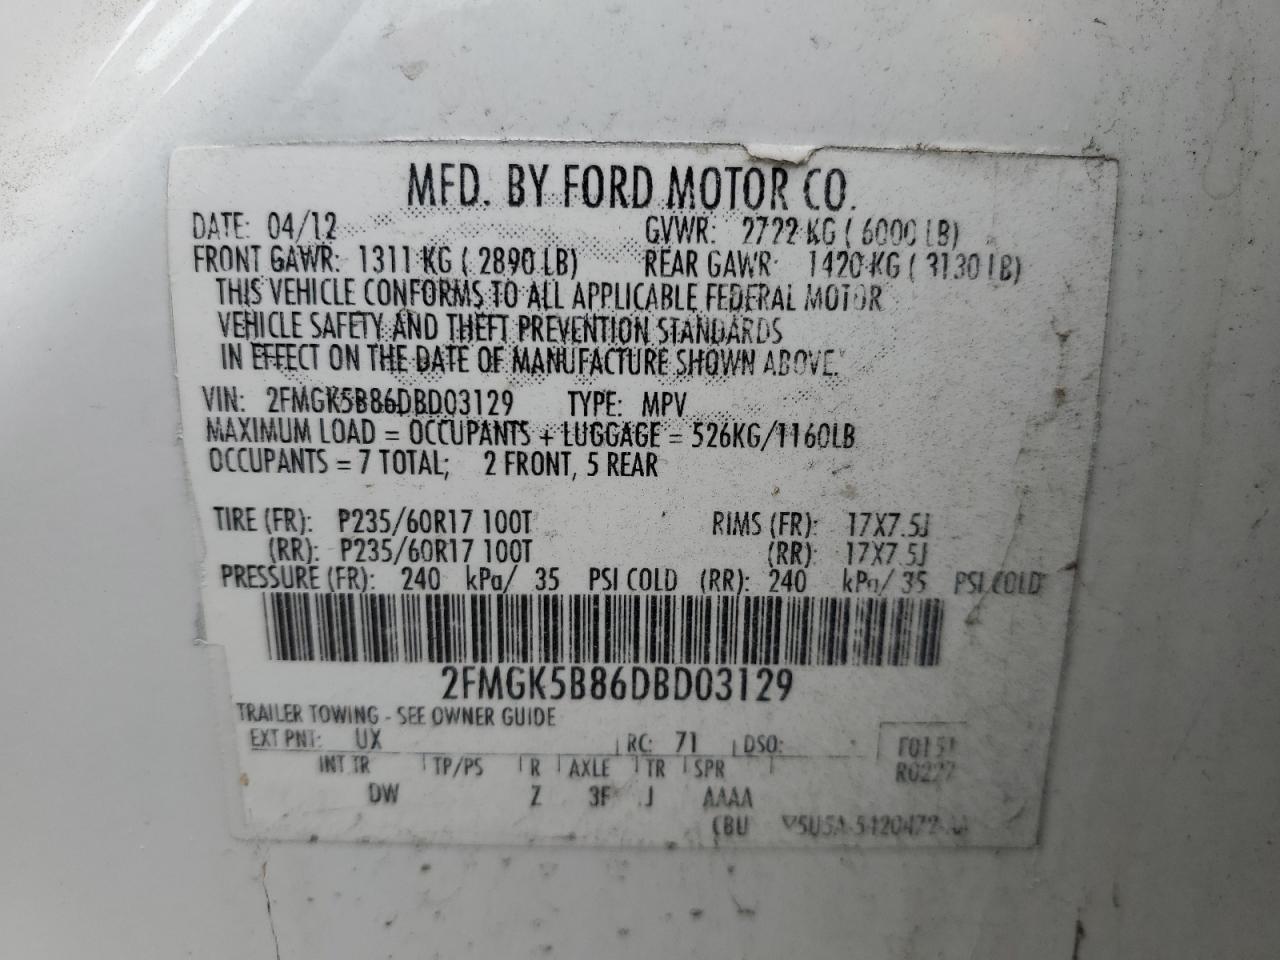 MFD. BY FORD MOTOR CO.
DATE: 04/12 GVWR: 2722 KG ( 6000 LB)
FRONT GAWR: 1311 KG ( 2890 LB) REAR GAWR: 1420 KG ( 3130 LB)
THIS VEHICLE CONFORMS TO ALL APPLICABLE FEDERAL MOTOR
VEHICLE SAFETY AND THEFT PREVENTION STANDARDS
IN EFFECT ON THE DATE OF MANUFACTURE SHOWN ABOVE.
VIN: 2FMGK5B86DBD03129 TYPE: MPV
MAXIMUM LOAD = OCCUPANTS + LUGGAGE = 526KG/1160LB
OCCUPANTS = 7 TOTAL; 2 FRONT, 5 REAR
TIRE (FR): P235/60R17 100T RIMS (FR): 17X7.5J
(RR): P235/60R17 100T (RR): 17X7.5J
PRESSURE (FR): 240 kPa/ 35 PSI COLD (RR): 240 kPa/ 35 PSI COLD
2FMGK5B86DBD03129
TRAILER TOWING - SEE OWNER GUIDE
EXT PNT: UX RC: 71 DSO: F0151
INT TR TP/PS R AXLE TR SPR R0227
DW Z 3F J AAAA
CBU